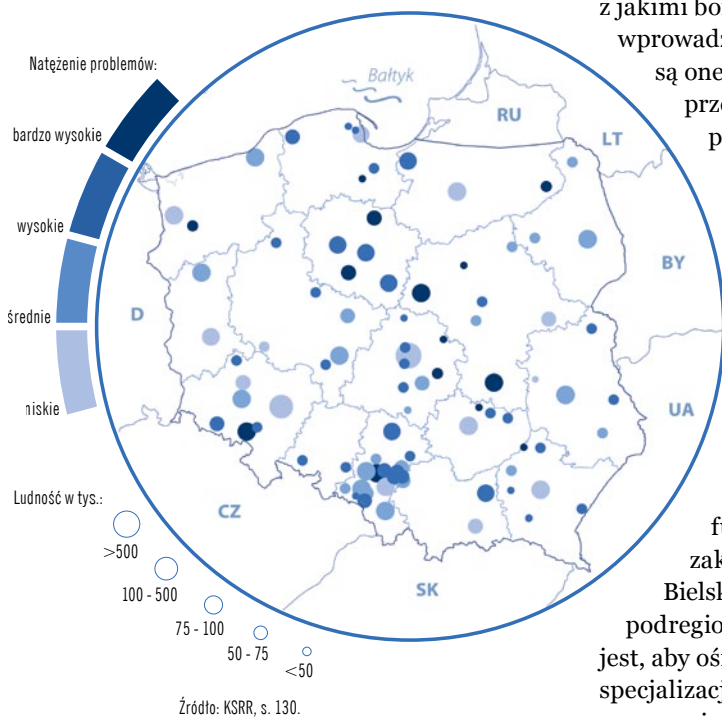 Natężenie problemów:
bardzo wysokie
wysokie
średnie
niskie
Bałtyk
RU
LT
BY
D
UA
CZ
SK
Ludność w tys.:
>500
100 - 500
75 - 100
50 - 75
<50
Źródło: KSRR, s. 130.
z jakimi
wprowadz
są one
prz
p
fu
zak
Bielsk
podregio
jest, aby
specjalizac